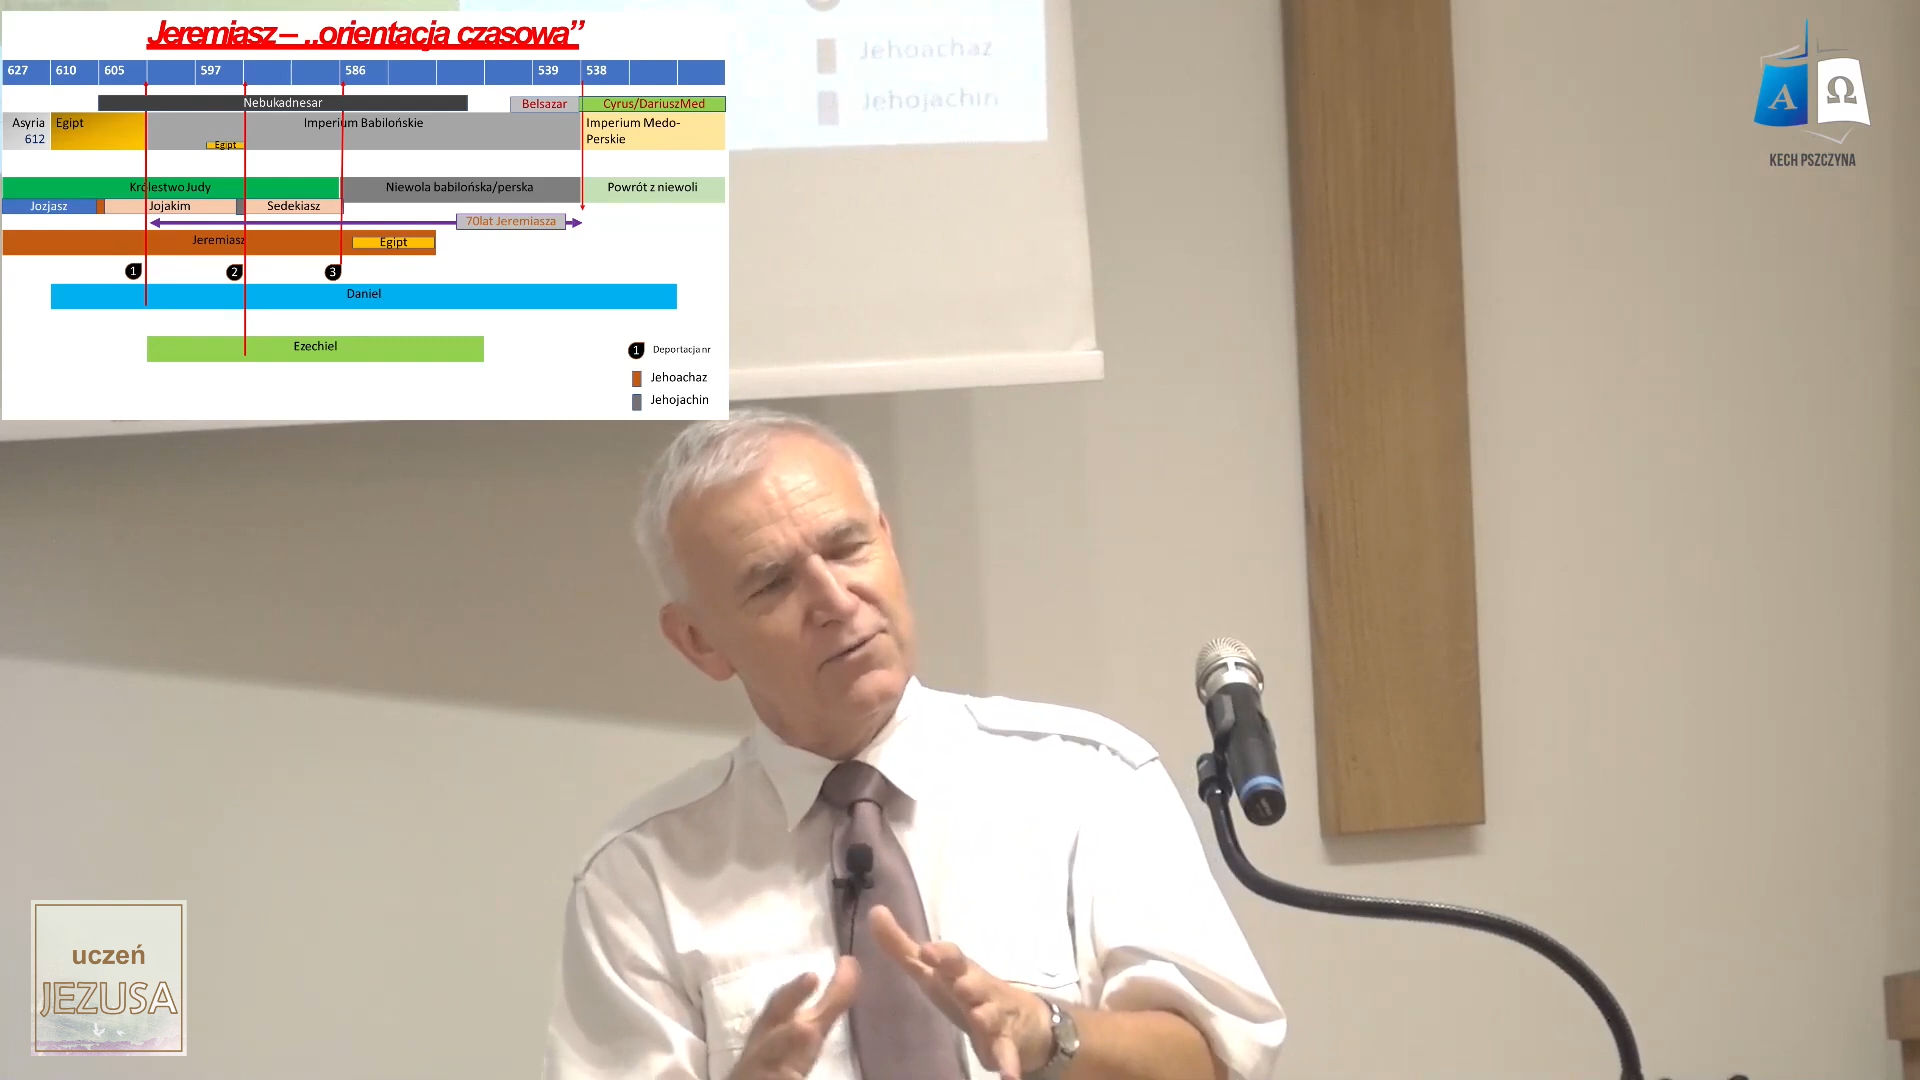 Jeremiasz – „orientacja czasowa”
627 610 605 597 586 539 538
Nebukadnesar
Belsazar
Cyrus/DariuszMed
Asyria
612
Egipt
Imperium Babilońskie
Egipt
Imperium Medo-
Perskie
Królestwo Judy
Niewola babilońska/perska
Powrót z niewoli
Jozjasz
Jojakim
Sedekiasz
70lat Jeremiasza
Jeremiasz
Egipt
1
2
3
Daniel
Ezechiel
1 Deportacja nr
Jehoachaz
Jehojachin
Jehoachaz
Jehojachin
A Ω
KECH PSZCZYNA
uczeń
JEZUSA